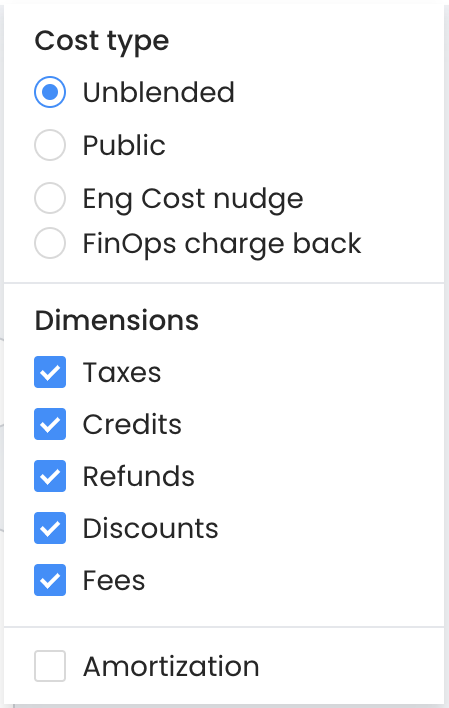 Cost type
Unblended
Public
Eng Cost nudge
FinOps charge back
Dimensions
Taxes
Credits
Refunds
Discounts
Fees
Amortization